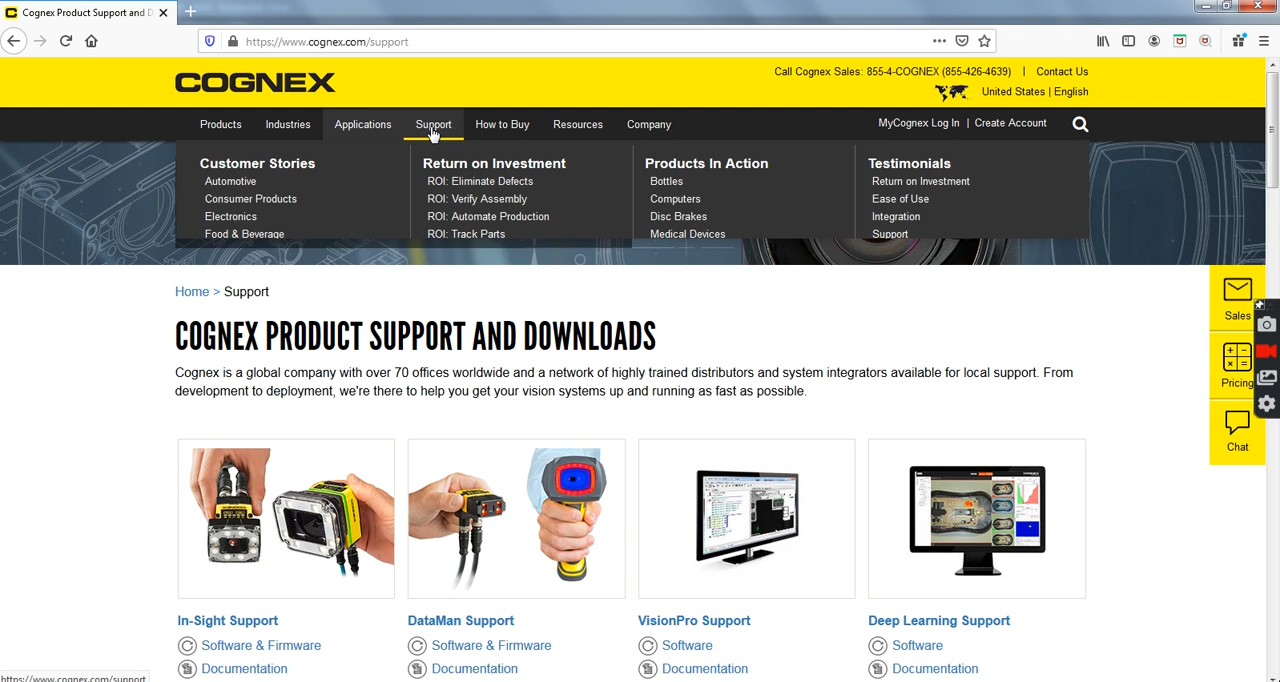 Cognex Product Support and D
https://www.cognex.com/support
COGNEX
Call Cognex Sales: 855-4-COGNEX (855-426-4639) | Contact Us
United States | English
Products Industries Applications Support How to Buy Resources Company
MyCognex Log In | Create Account
Customer Stories
Automotive
Consumer Products
Electronics
Food & Beverage
Return on Investment
ROI: Eliminate Defects
ROI: Verify Assembly
ROI: Automate Production
ROI: Track Parts
Products In Action
Bottles
Computers
Disc Brakes
Medical Devices
Testimonials
Return on Investment
Ease of Use
Integration
Support
Home > Support
COGNEX PRODUCT SUPPORT AND DOWNLOADS
Cognex is a global company with over 70 offices worldwide and a network of highly trained distributors and system integrators available for local support. From
development to deployment, we're there to help you get your vision systems up and running as fast as possible.
Sales
Pricing
Chat
In-Sight Support
Software & Firmware
Documentation
DataMan Support
Software & Firmware
Documentation
VisionPro Support
Software
Documentation
Deep Learning Support
Software
Documentation
https://www.cognex.com/support